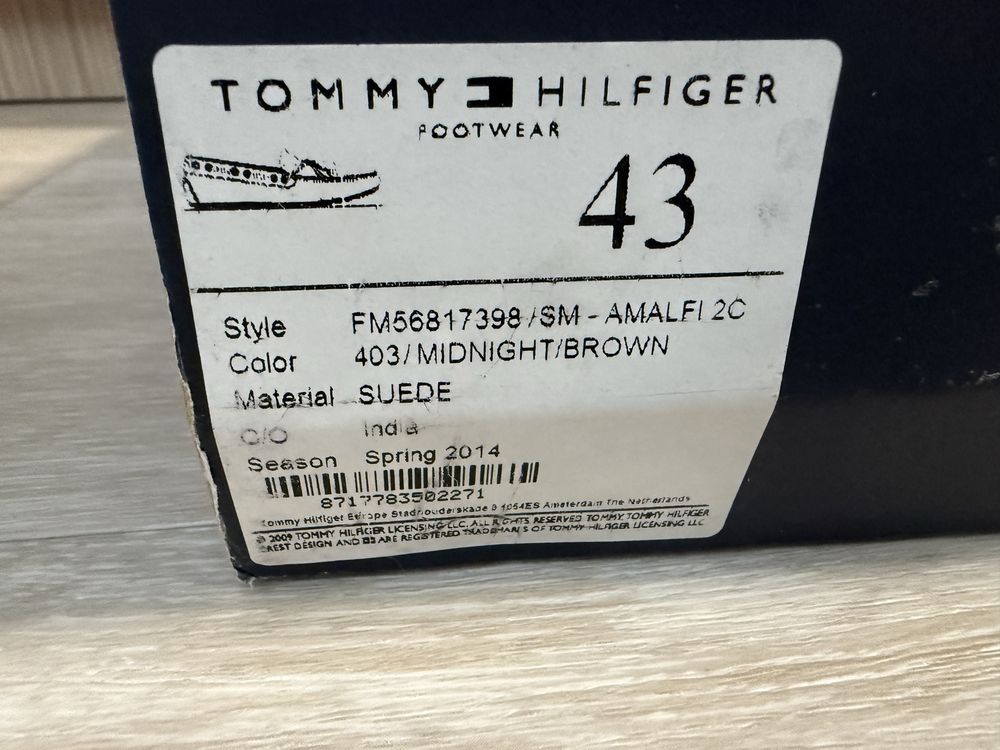 TOMMY HILFIGER
FOOTWEAR
43
Style FM56817398/SM - AMALFI 2C
Color 403/MIDNIGHT/BROWN
Material SUEDE
C/O India
Season Spring 2014
8717783502271
Tommy Hilfiger Europe Stadhouderskade 6 1054ES Amsterdam The Netherlands
© 2009 TOMMY HILFIGER LICENSING LLC, ALL RIGHTS RESERVED TOMMY, TOMMY HILFIGER
CREST DESIGN AND ARE REGISTERED TRADEMARKS OF TOMMY HILFIGER LICENSING LLC